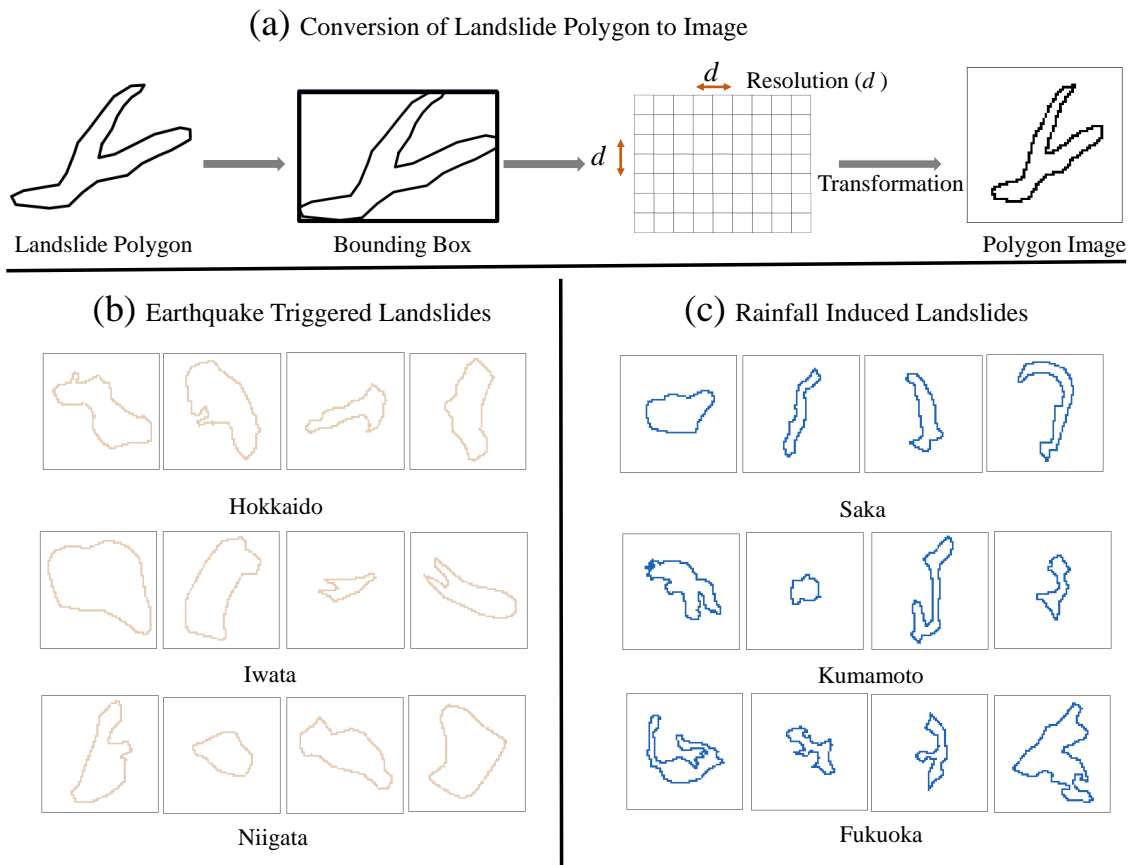 (a) Conversion of Landslide Polygon to Image
d
Resolution (d )
d
Transformation
Landslide Polygon
Bounding Box
Polygon Image
(b) Earthquake Triggered Landslides
Hokkaido
Iwata
Niigata
(c) Rainfall Induced Landslides
Saka
Kumamoto
Fukuoka